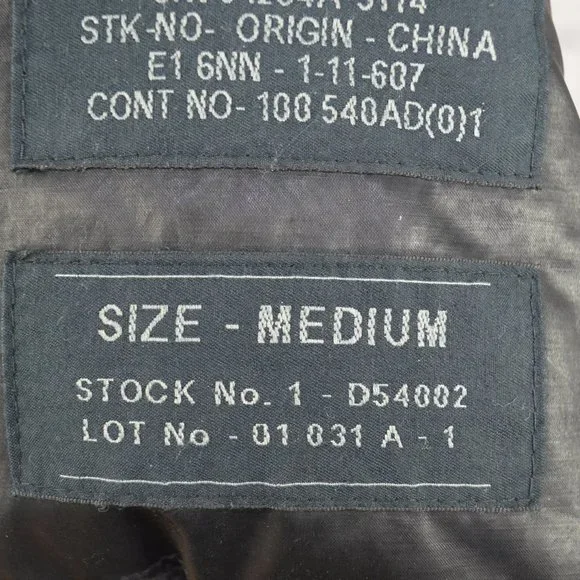 STK-NO- ORIGIN - CHINA
E1 6NN - 1-11-607
CONT NO- 100 540AD(0)1
SIZE - MEDIUM
STOCK No. 1 - D54002
LOT No - 01 031 A - 1